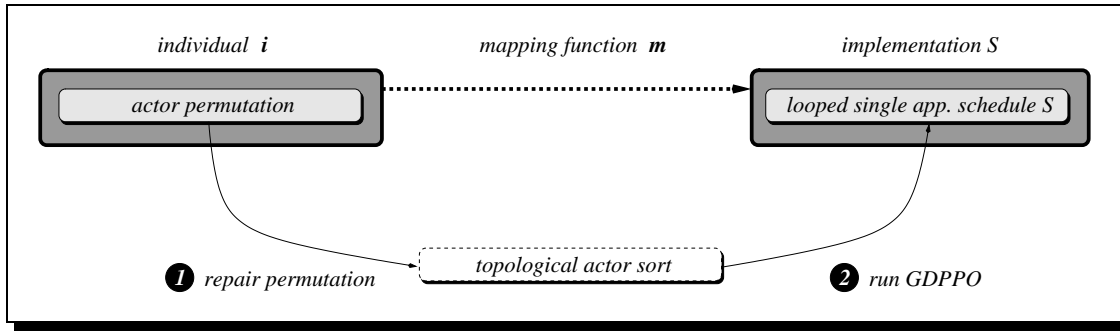 individual i
mapping function m
implementation S
actor permutation
looped single app. schedule S
topological actor sort
1 repair permutation
2 run GDPPO